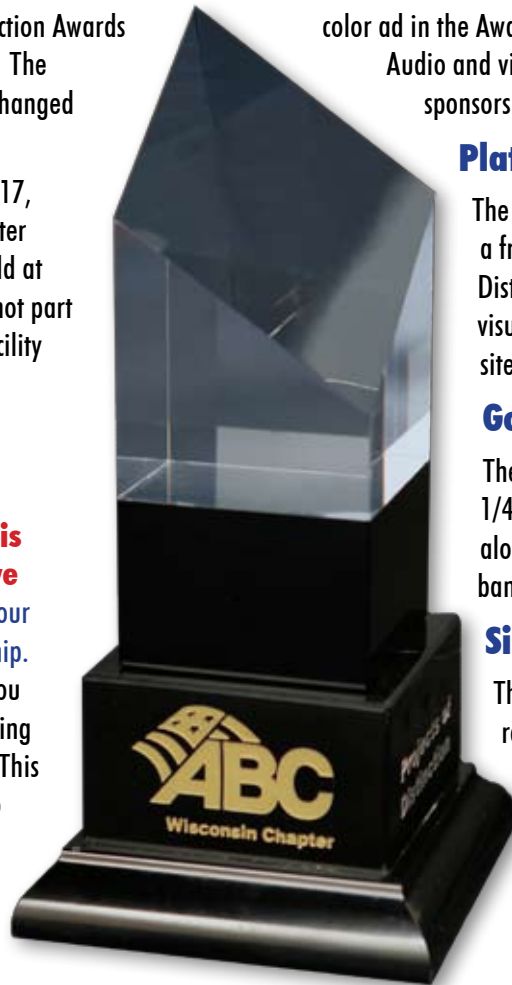 ction Awards
The
hanged
17,
ter
ld at
not part
cility
is
ve
our
hip.
ou
ing
This
ABC
Wisconsin Chapter
Projects of
Distinction
color ad in the Awa
Audio and vi
sponsors
Plat
The
a fr
Dist
visu
site
Go
The
1/4
alo
ban
Si
Th
r